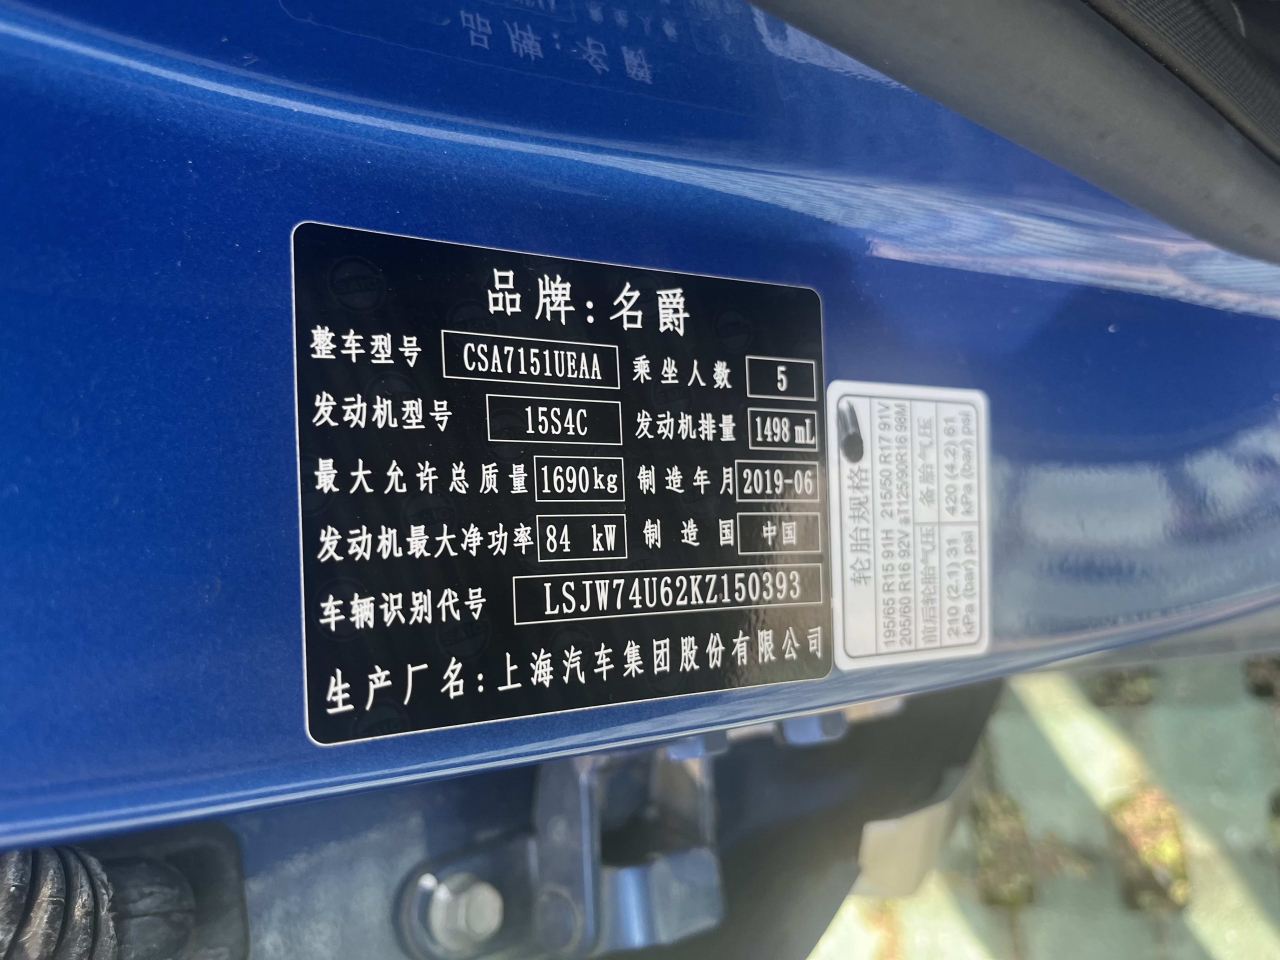 品牌:名爵
整车型号 CSA7151UEAA 乘坐人数 5
发动机型号 15S4C 发动机排量 1498 mL
最大允许总质量 1690kg 制造年月 2019-06
发动机最大净功率 84 kW 制造国 中国
车辆识别代号 LSJW74U62KZ150393
生产厂名:上海汽车集团股份有限公司
轮胎规格
195/65 R15 91H 215/50 R17 91V
205/60 R16 92V &T125/90R16 98M
前后轮胎气压 备胎气压
210 (2.1) 31 420 (4.2) 61
kPa (bar) psi kPa (bar) psi
品牌:名爵